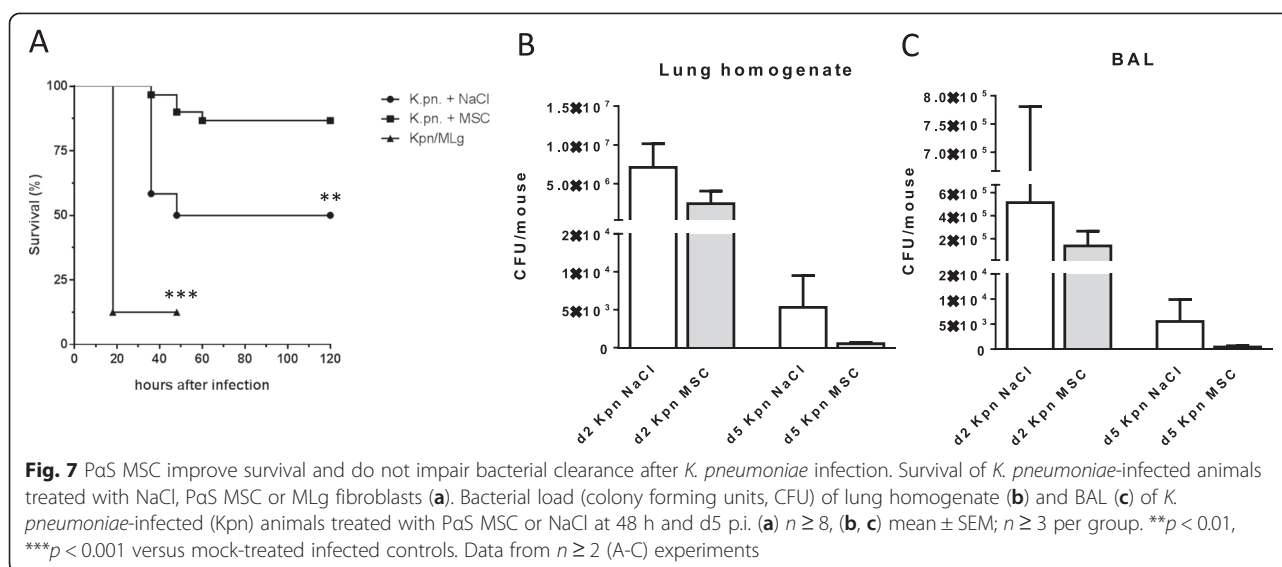 A
100
75
50
25
0
Survival (%)
0 20 40 60 80 100 120
hours after infection
K.pn. + NaCl
K.pn. + MSC
Kpn/MLg
**
***
B
Lung homogenate
CFU/mouse
1.5✖10⁷
1.0✖10⁷
5.0✖10⁶
2✖10⁴
1✖10⁴
5✖10³
0
d2 Kpn NaCl
d2 Kpn MSC
d5 Kpn NaCl
d5 Kpn MSC
C
BAL
CFU/mouse
8.0✖10⁵
7.5✖10⁵
7.0✖10⁵
6✖10⁵
4✖10⁵
2✖10⁵
2✖10⁴
1✖10⁴
5✖10³
0
d2 Kpn NaCl
d2 Kpn MSC
d5 Kpn NaCl
d5 Kpn MSC
Fig. 7 PαS MSC improve survival and do not impair bacterial clearance after K. pneumoniae infection. Survival of K. pneumoniae-infected animals
treated with NaCl, PαS MSC or MLg fibroblasts (a). Bacterial load (colony forming units, CFU) of lung homogenate (b) and BAL (c) of K.
pneumoniae-infected (Kpn) animals treated with PαS MSC or NaCl at 48 h and d5 p.i. (a) n ≥ 8, (b, c) mean ± SEM; n ≥ 3 per group. **p < 0.01,
***p < 0.001 versus mock-treated infected controls. Data from n ≥ 2 (A-C) experiments